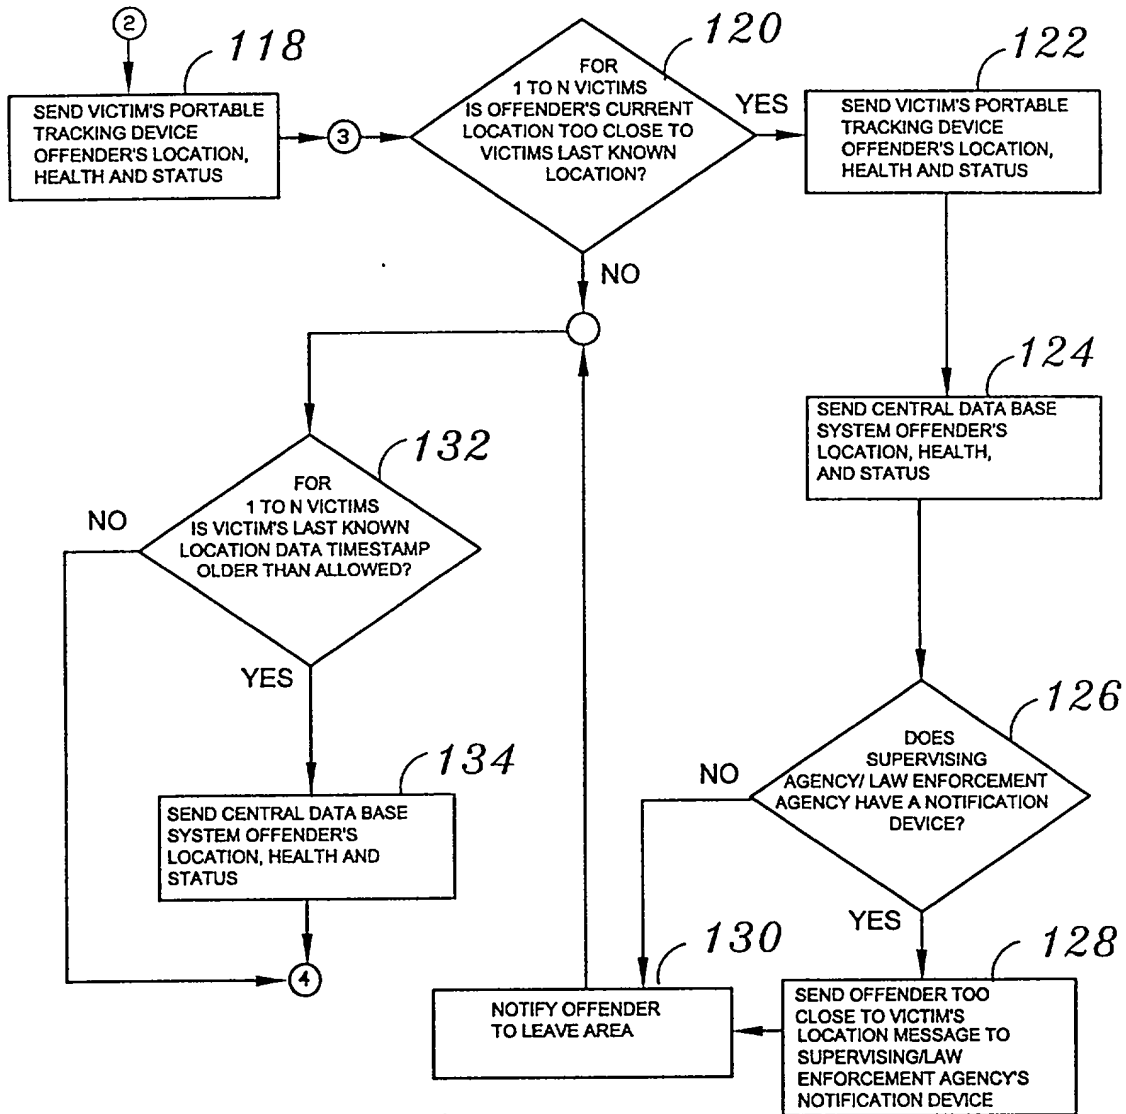 2
118
SEND VICTIM'S PORTABLE
TRACKING DEVICE
OFFENDER'S LOCATION,
HEALTH AND STATUS
3
120
FOR
1 TO N VICTIMS
IS OFFENDER'S CURRENT
LOCATION TOO CLOSE TO
VICTIMS LAST KNOWN
LOCATION?
YES
NO
122
SEND VICTIM'S PORTABLE
TRACKING DEVICE
OFFENDER'S LOCATION,
HEALTH AND STATUS
124
SEND CENTRAL DATA BASE
SYSTEM OFFENDER'S
LOCATION, HEALTH,
AND STATUS
126
DOES
SUPERVISING
AGENCY/ LAW ENFORCEMENT
AGENCY HAVE A NOTIFICATION
DEVICE?
NO
YES
128
SEND OFFENDER TOO
CLOSE TO VICTIM'S
LOCATION MESSAGE TO
SUPERVISING/LAW
ENFORCEMENT AGENCY'S
NOTIFICATION DEVICE
130
NOTIFY OFFENDER
TO LEAVE AREA
132
FOR
1 TO N VICTIMS
IS VICTIM'S LAST KNOWN
LOCATION DATA TIMESTAMP
OLDER THAN ALLOWED?
NO
YES
134
SEND CENTRAL DATA BASE
SYSTEM OFFENDER'S
LOCATION, HEALTH AND
STATUS
4